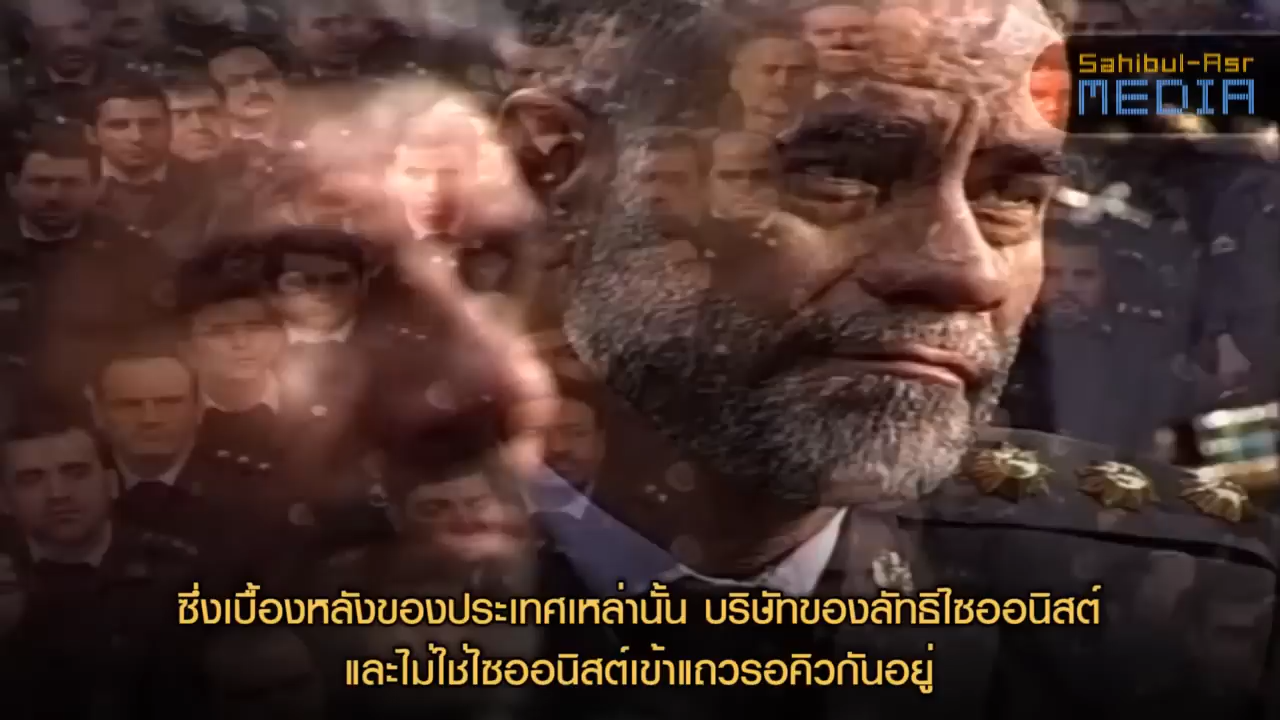 Sahibul-Asr
MEDIA
ซึ่งเบื้องหลังของประเทศเหล่านั้น บริษัทของลัทธิไซออนิสต์
และไม่ใช่ไซออนิสต์เข้าแถวรอคิวกันอยู่